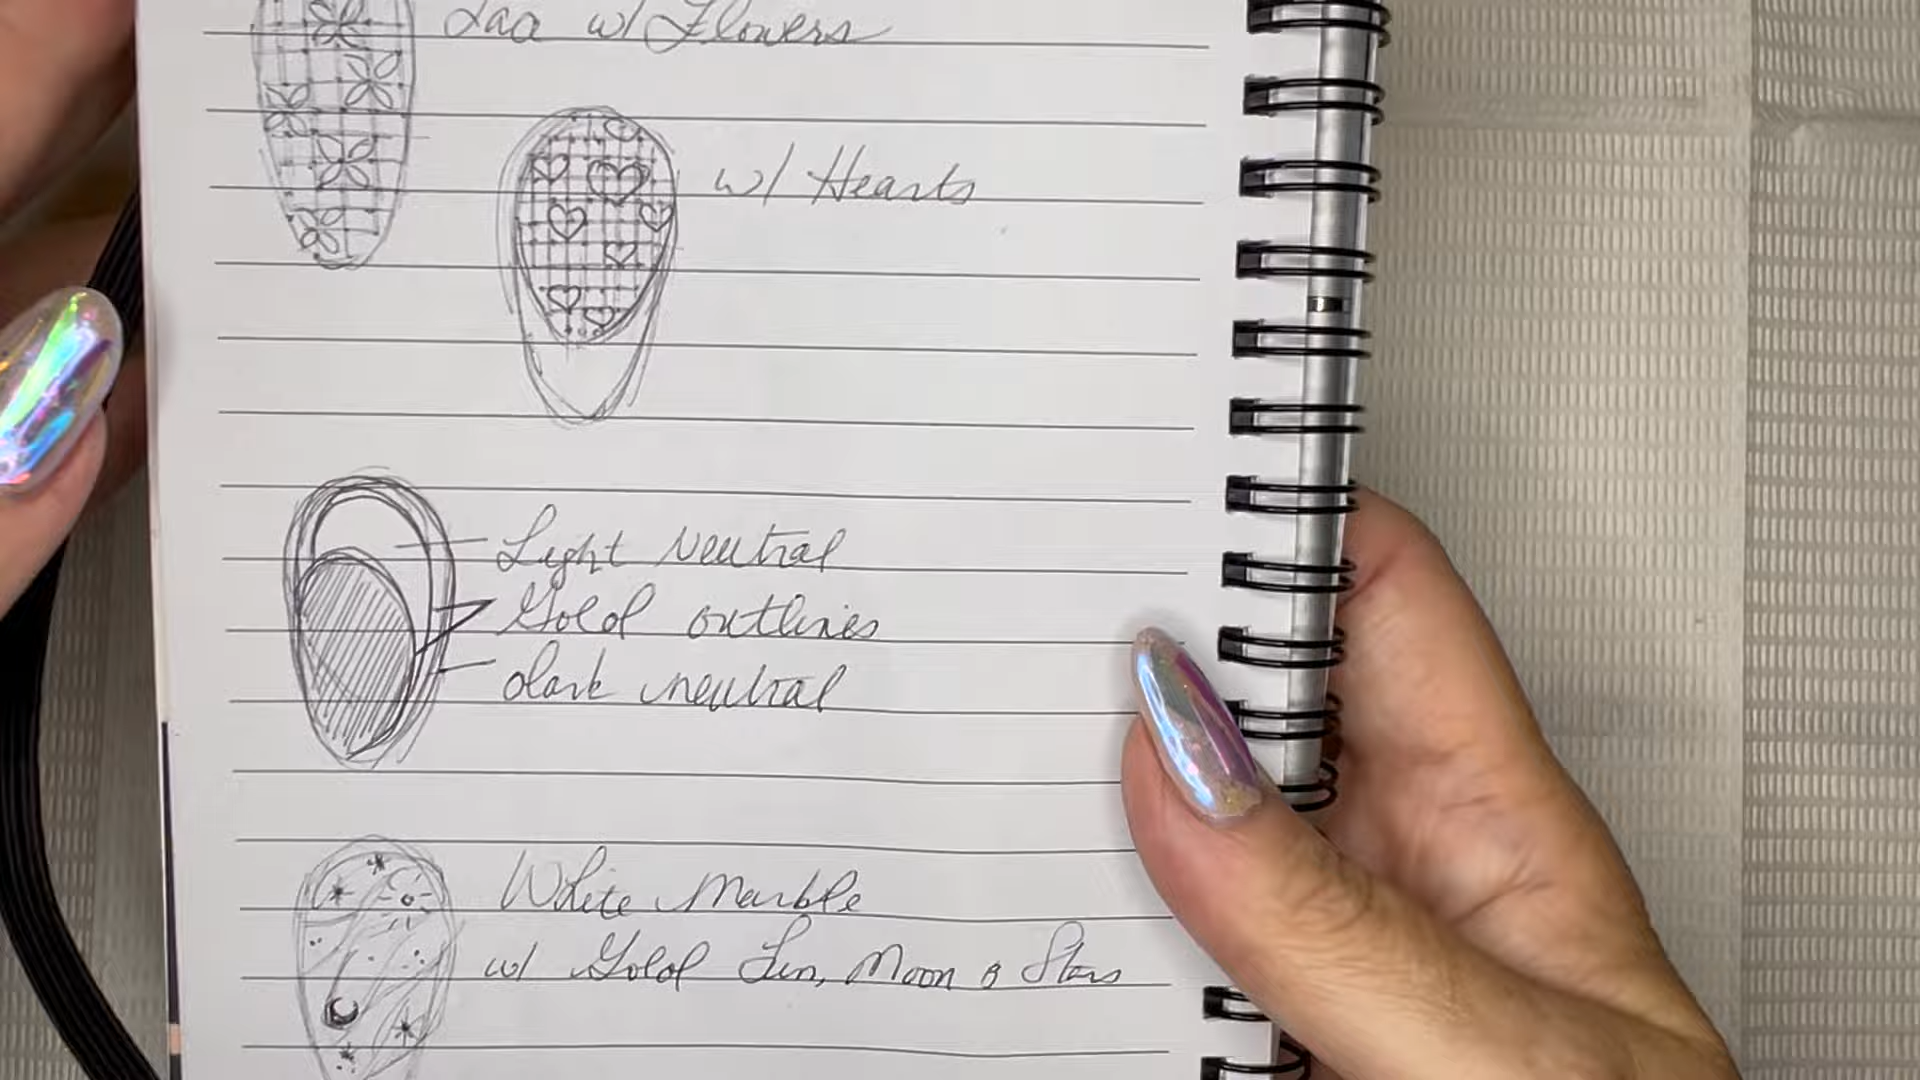 w/ Flowers
w/ Hearts
Light Neutral
Gold outlines
dark neutral
White Marble
w/ Gold Sun, Moon & Stars